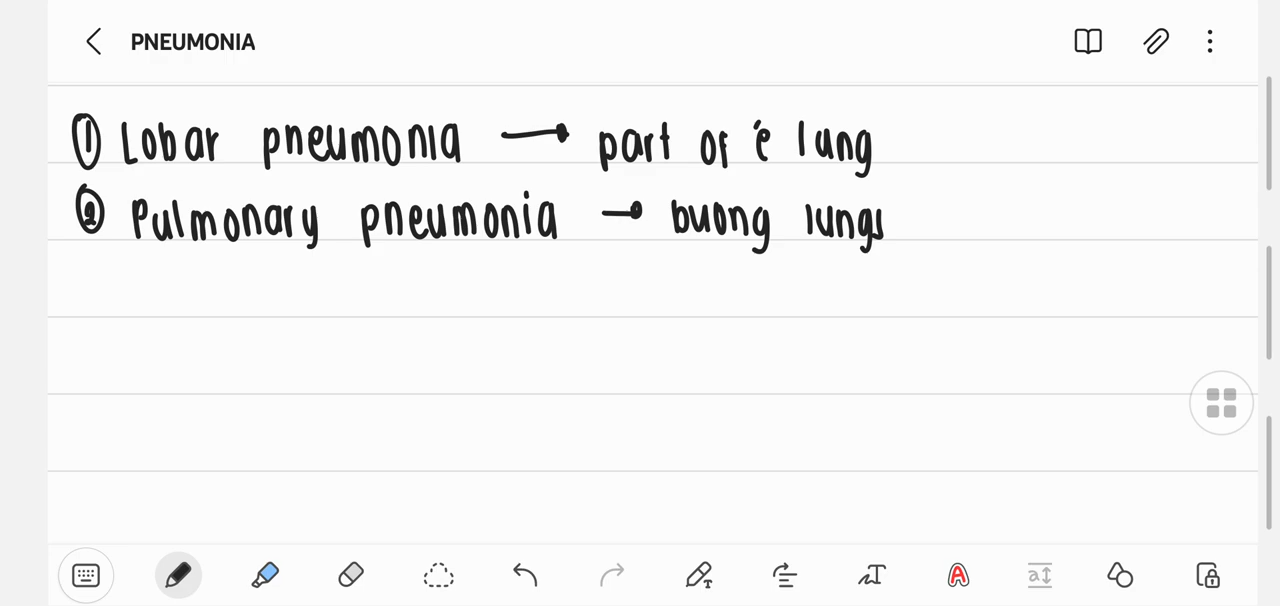 PNEUMONIA
① Lobar pneumonia → part of ē lung
② Pulmonary pneumonia → buong lungs